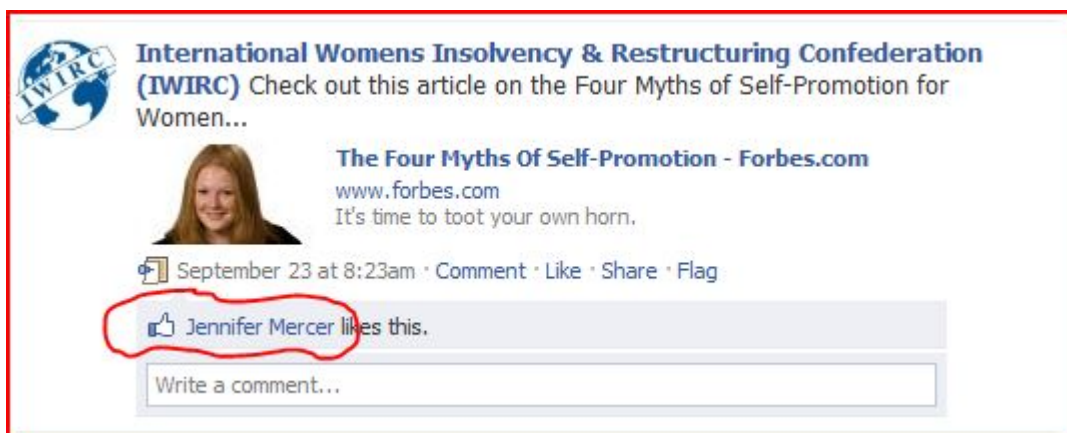 IWIRC
International Womens Insolvency & Restructuring Confederation
(IWIRC) Check out this article on the Four Myths of Self-Promotion for
Women...
The Four Myths Of Self-Promotion - Forbes.com
www.forbes.com
It's time to toot your own horn.
September 23 at 8:23am · Comment · Like · Share · Flag
Jennifer Mercer likes this.
Write a comment...